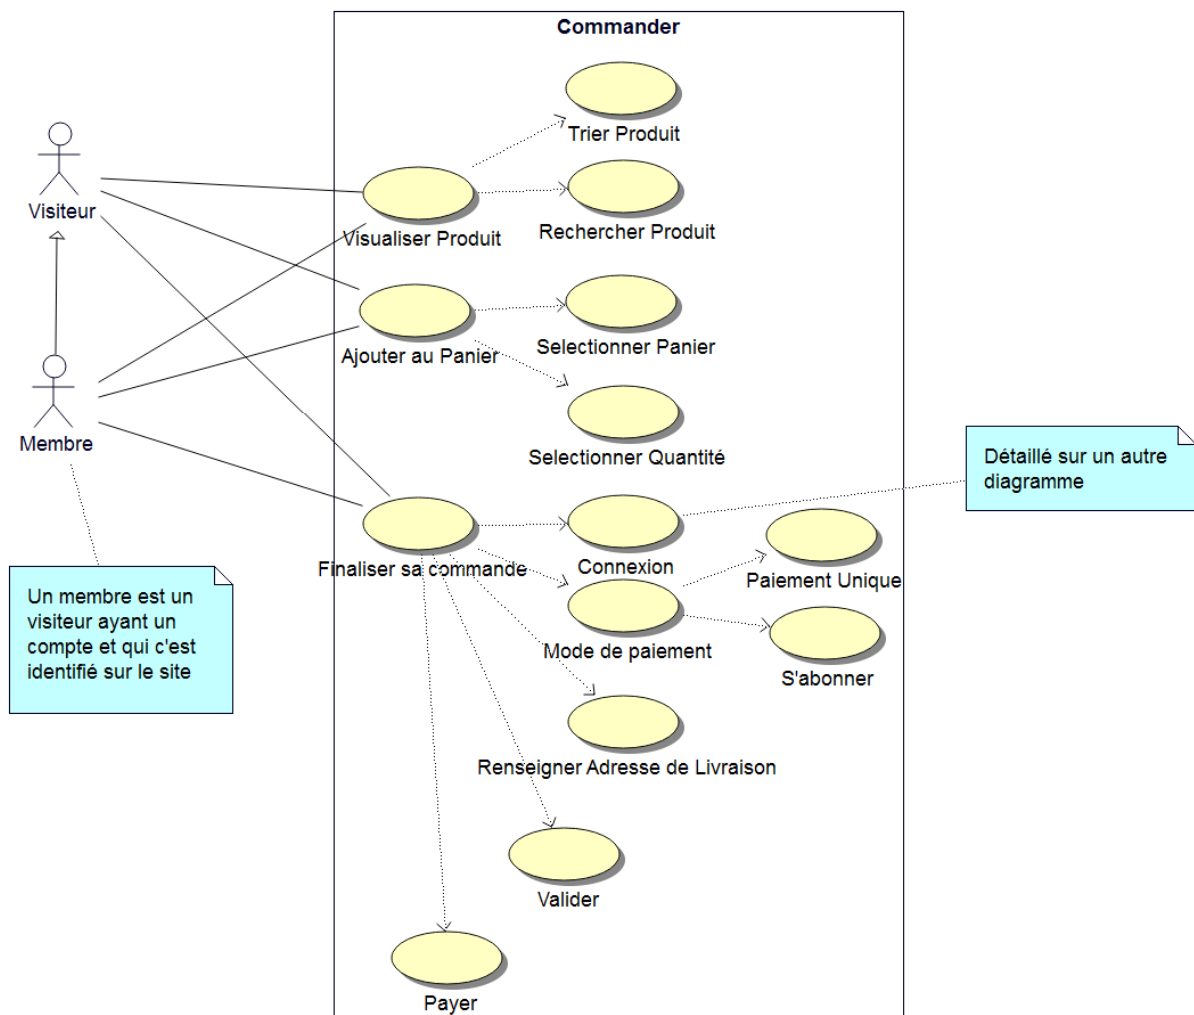 Commander
Trier Produit
Visiteur
Visualiser Produit
Rechercher Produit
Ajouter au Panier
Selectionner Panier
Membre
Selectionner Quantité
Détaillé sur un autre
diagramme
Finaliser sa commande
Connexion
Paiement Unique
Un membre est un
visiteur ayant un
compte et qui c'est
identifié sur le site
Mode de paiement
S'abonner
Renseigner Adresse de Livraison
Valider
Payer